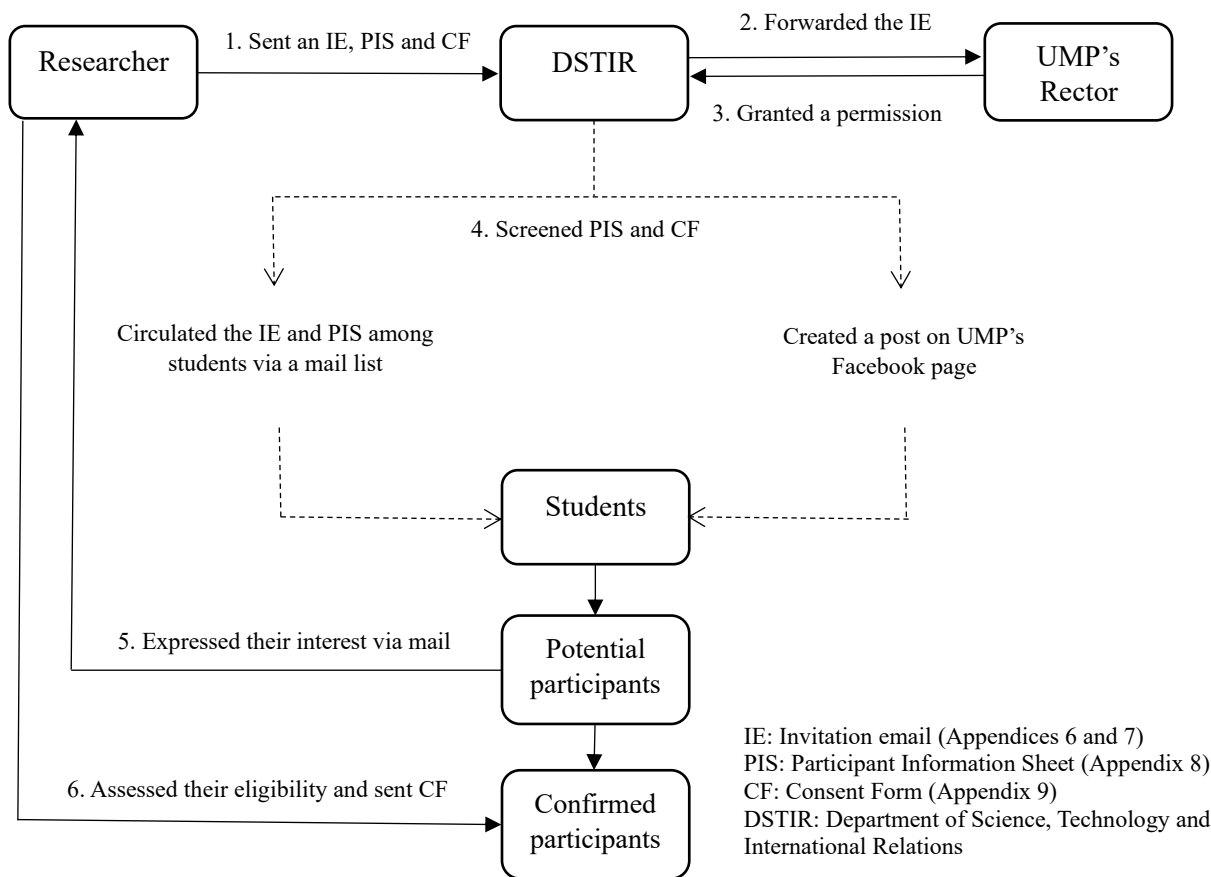 Researcher
1. Sent an IE, PIS and CF
DSTIR
2. Forwarded the IE
3. Granted a permission
UMP's
Rector
4. Screened PIS and CF
Circulated the IE and PIS among
students via a mail list
Created a post on UMP's
Facebook page
Students
5. Expressed their interest via mail
Potential
participants
6. Assessed their eligibility and sent CF
Confirmed
participants
IE: Invitation email (Appendices 6 and 7)
PIS: Participant Information Sheet (Appendix 8)
CF: Consent Form (Appendix 9)
DSTIR: Department of Science, Technology and
International Relations